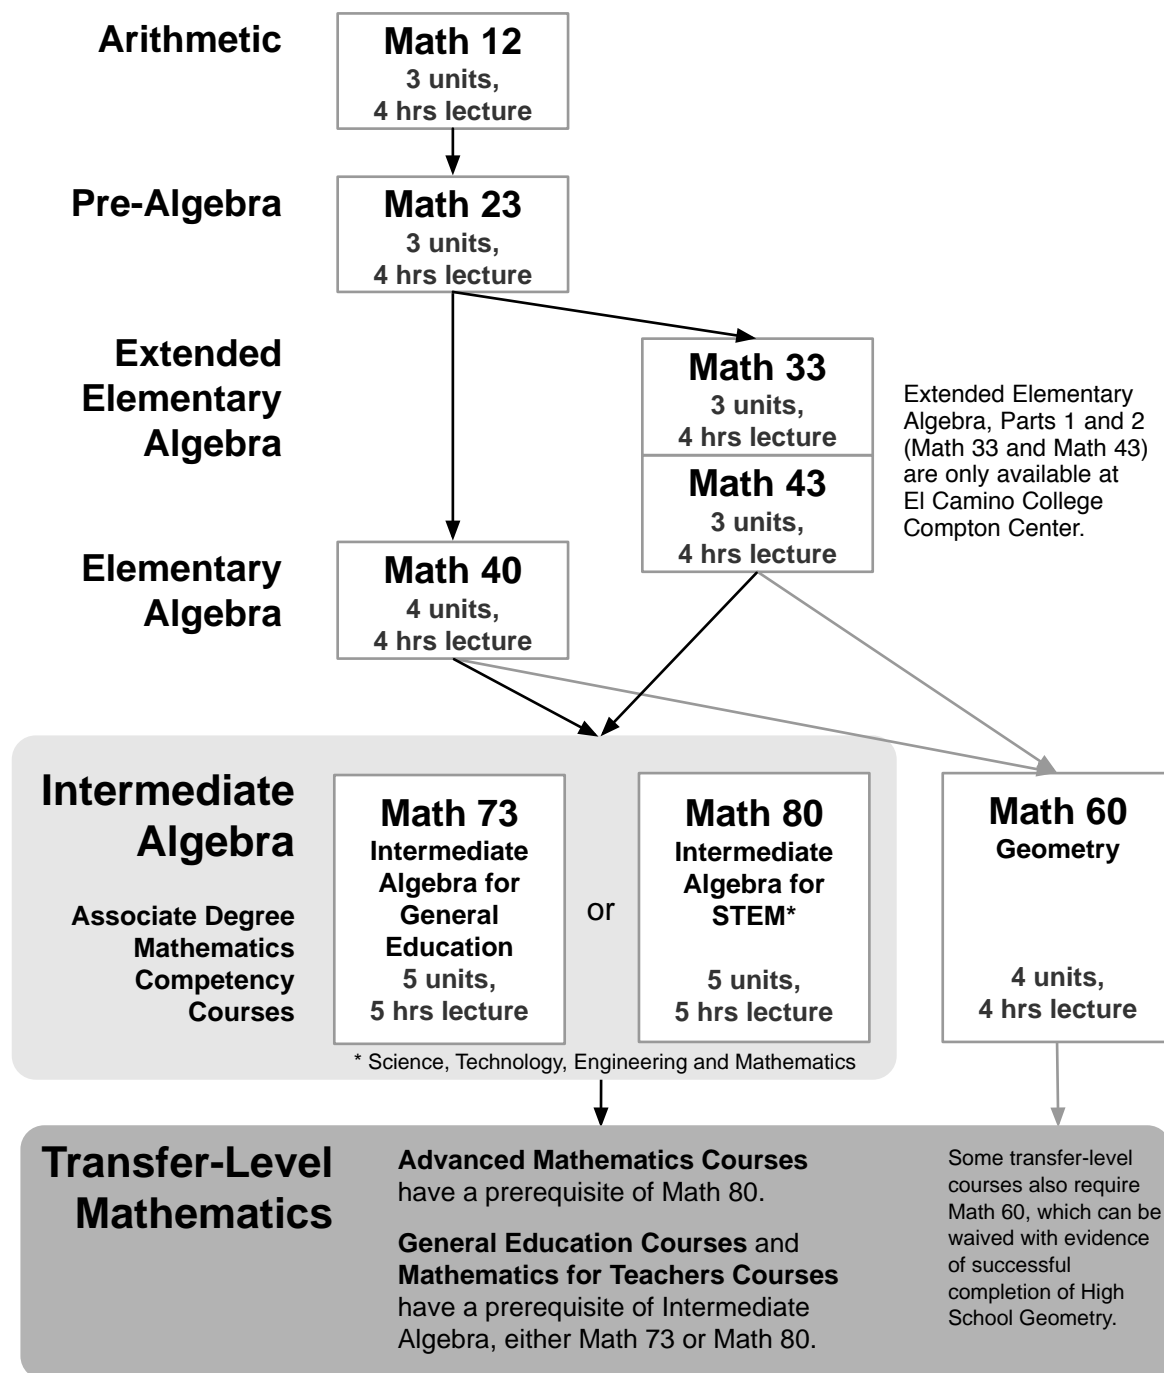 Arithmetic
Math 12
3 units,
4 hrs lecture
Pre-Algebra
Math 23
3 units,
4 hrs lecture
Extended
Elementary
Algebra
Math 33
3 units,
4 hrs lecture
Math 43
3 units,
4 hrs lecture
Extended Elementary
Algebra, Parts 1 and 2
(Math 33 and Math 43)
are only available at
El Camino College
Compton Center.
Elementary
Algebra
Math 40
4 units,
4 hrs lecture
Intermediate
Algebra
Associate Degree
Mathematics
Competency
Courses
Math 73
Intermediate
Algebra for
General
Education
5 units,
5 hrs lecture
or
Math 80
Intermediate
Algebra for
STEM*
5 units,
5 hrs lecture
* Science, Technology, Engineering and Mathematics
Math 60
Geometry
4 units,
4 hrs lecture
Transfer-Level
Mathematics
Advanced Mathematics Courses
have a prerequisite of Math 80.
General Education Courses and
Mathematics for Teachers Courses
have a prerequisite of Intermediate
Algebra, either Math 73 or Math 80.
Some transfer-level
courses also require
Math 60, which can be
waived with evidence
of successful
completion of High
School Geometry.